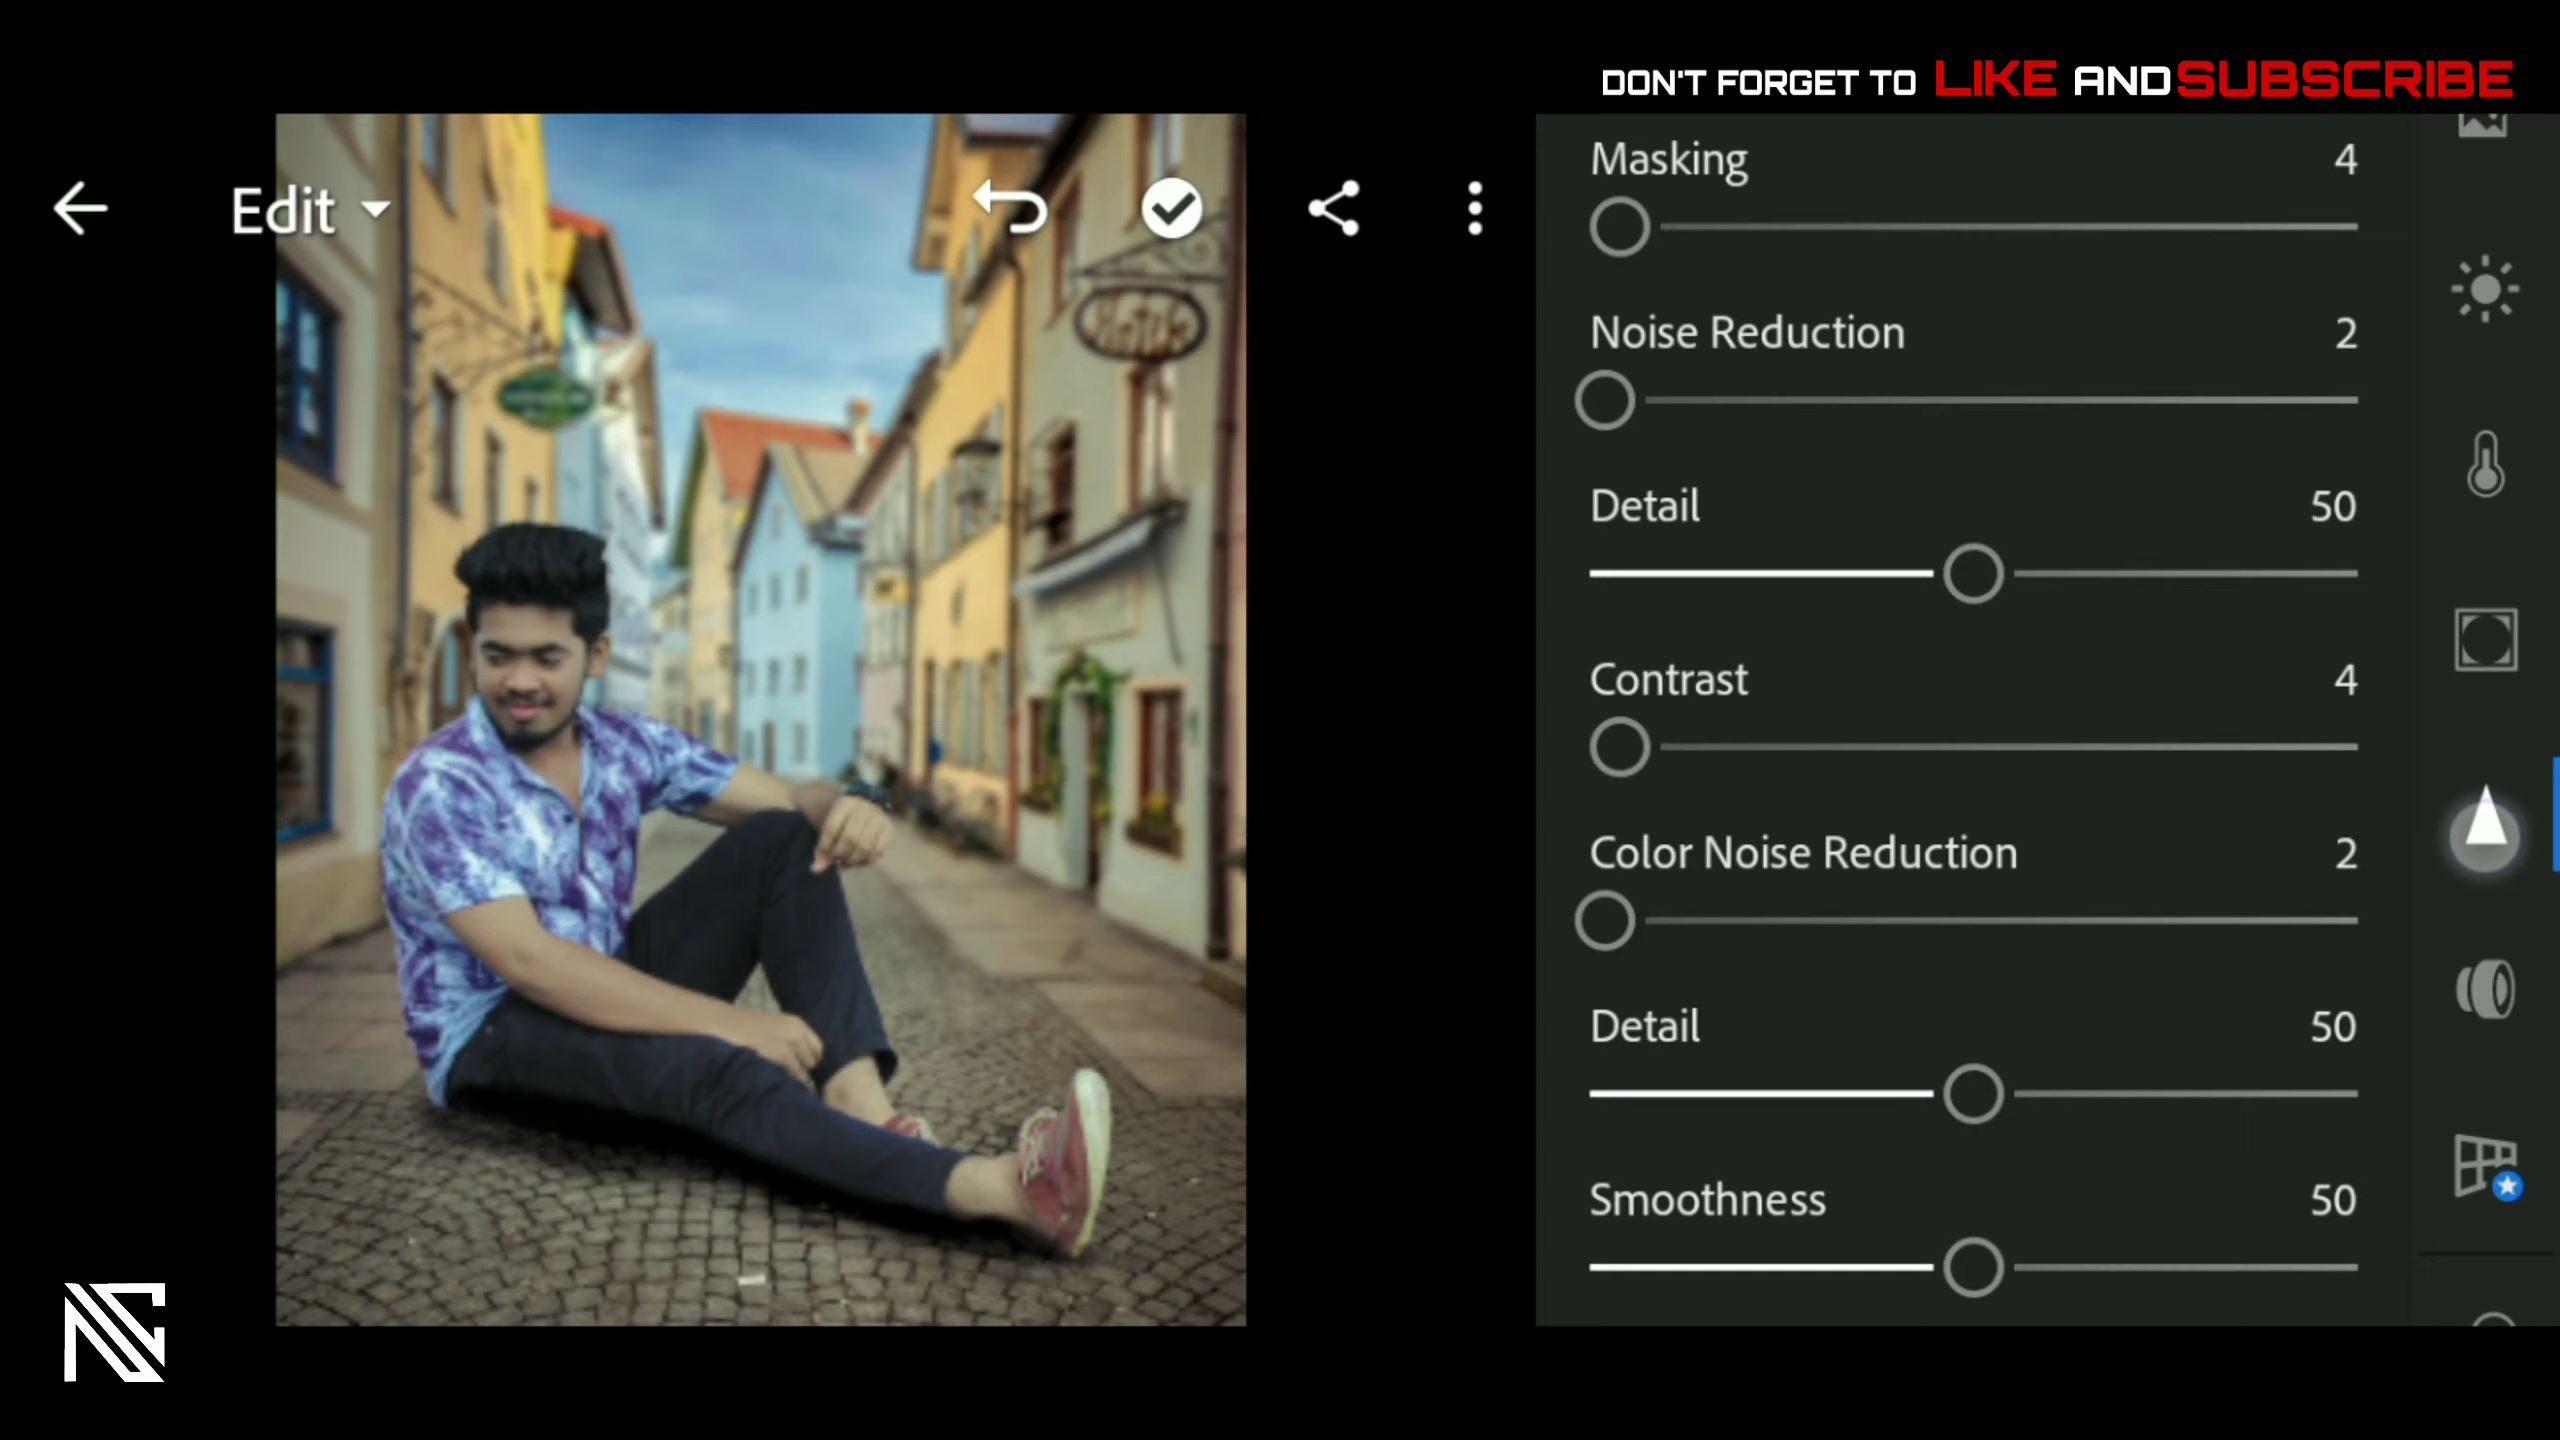 DON'T FORGET TO LIKE AND SUBSCRIBE
Edit
Masking 4
Noise Reduction 2
Detail 50
Contrast 4
Color Noise Reduction 2
Detail 50
Smoothness 50